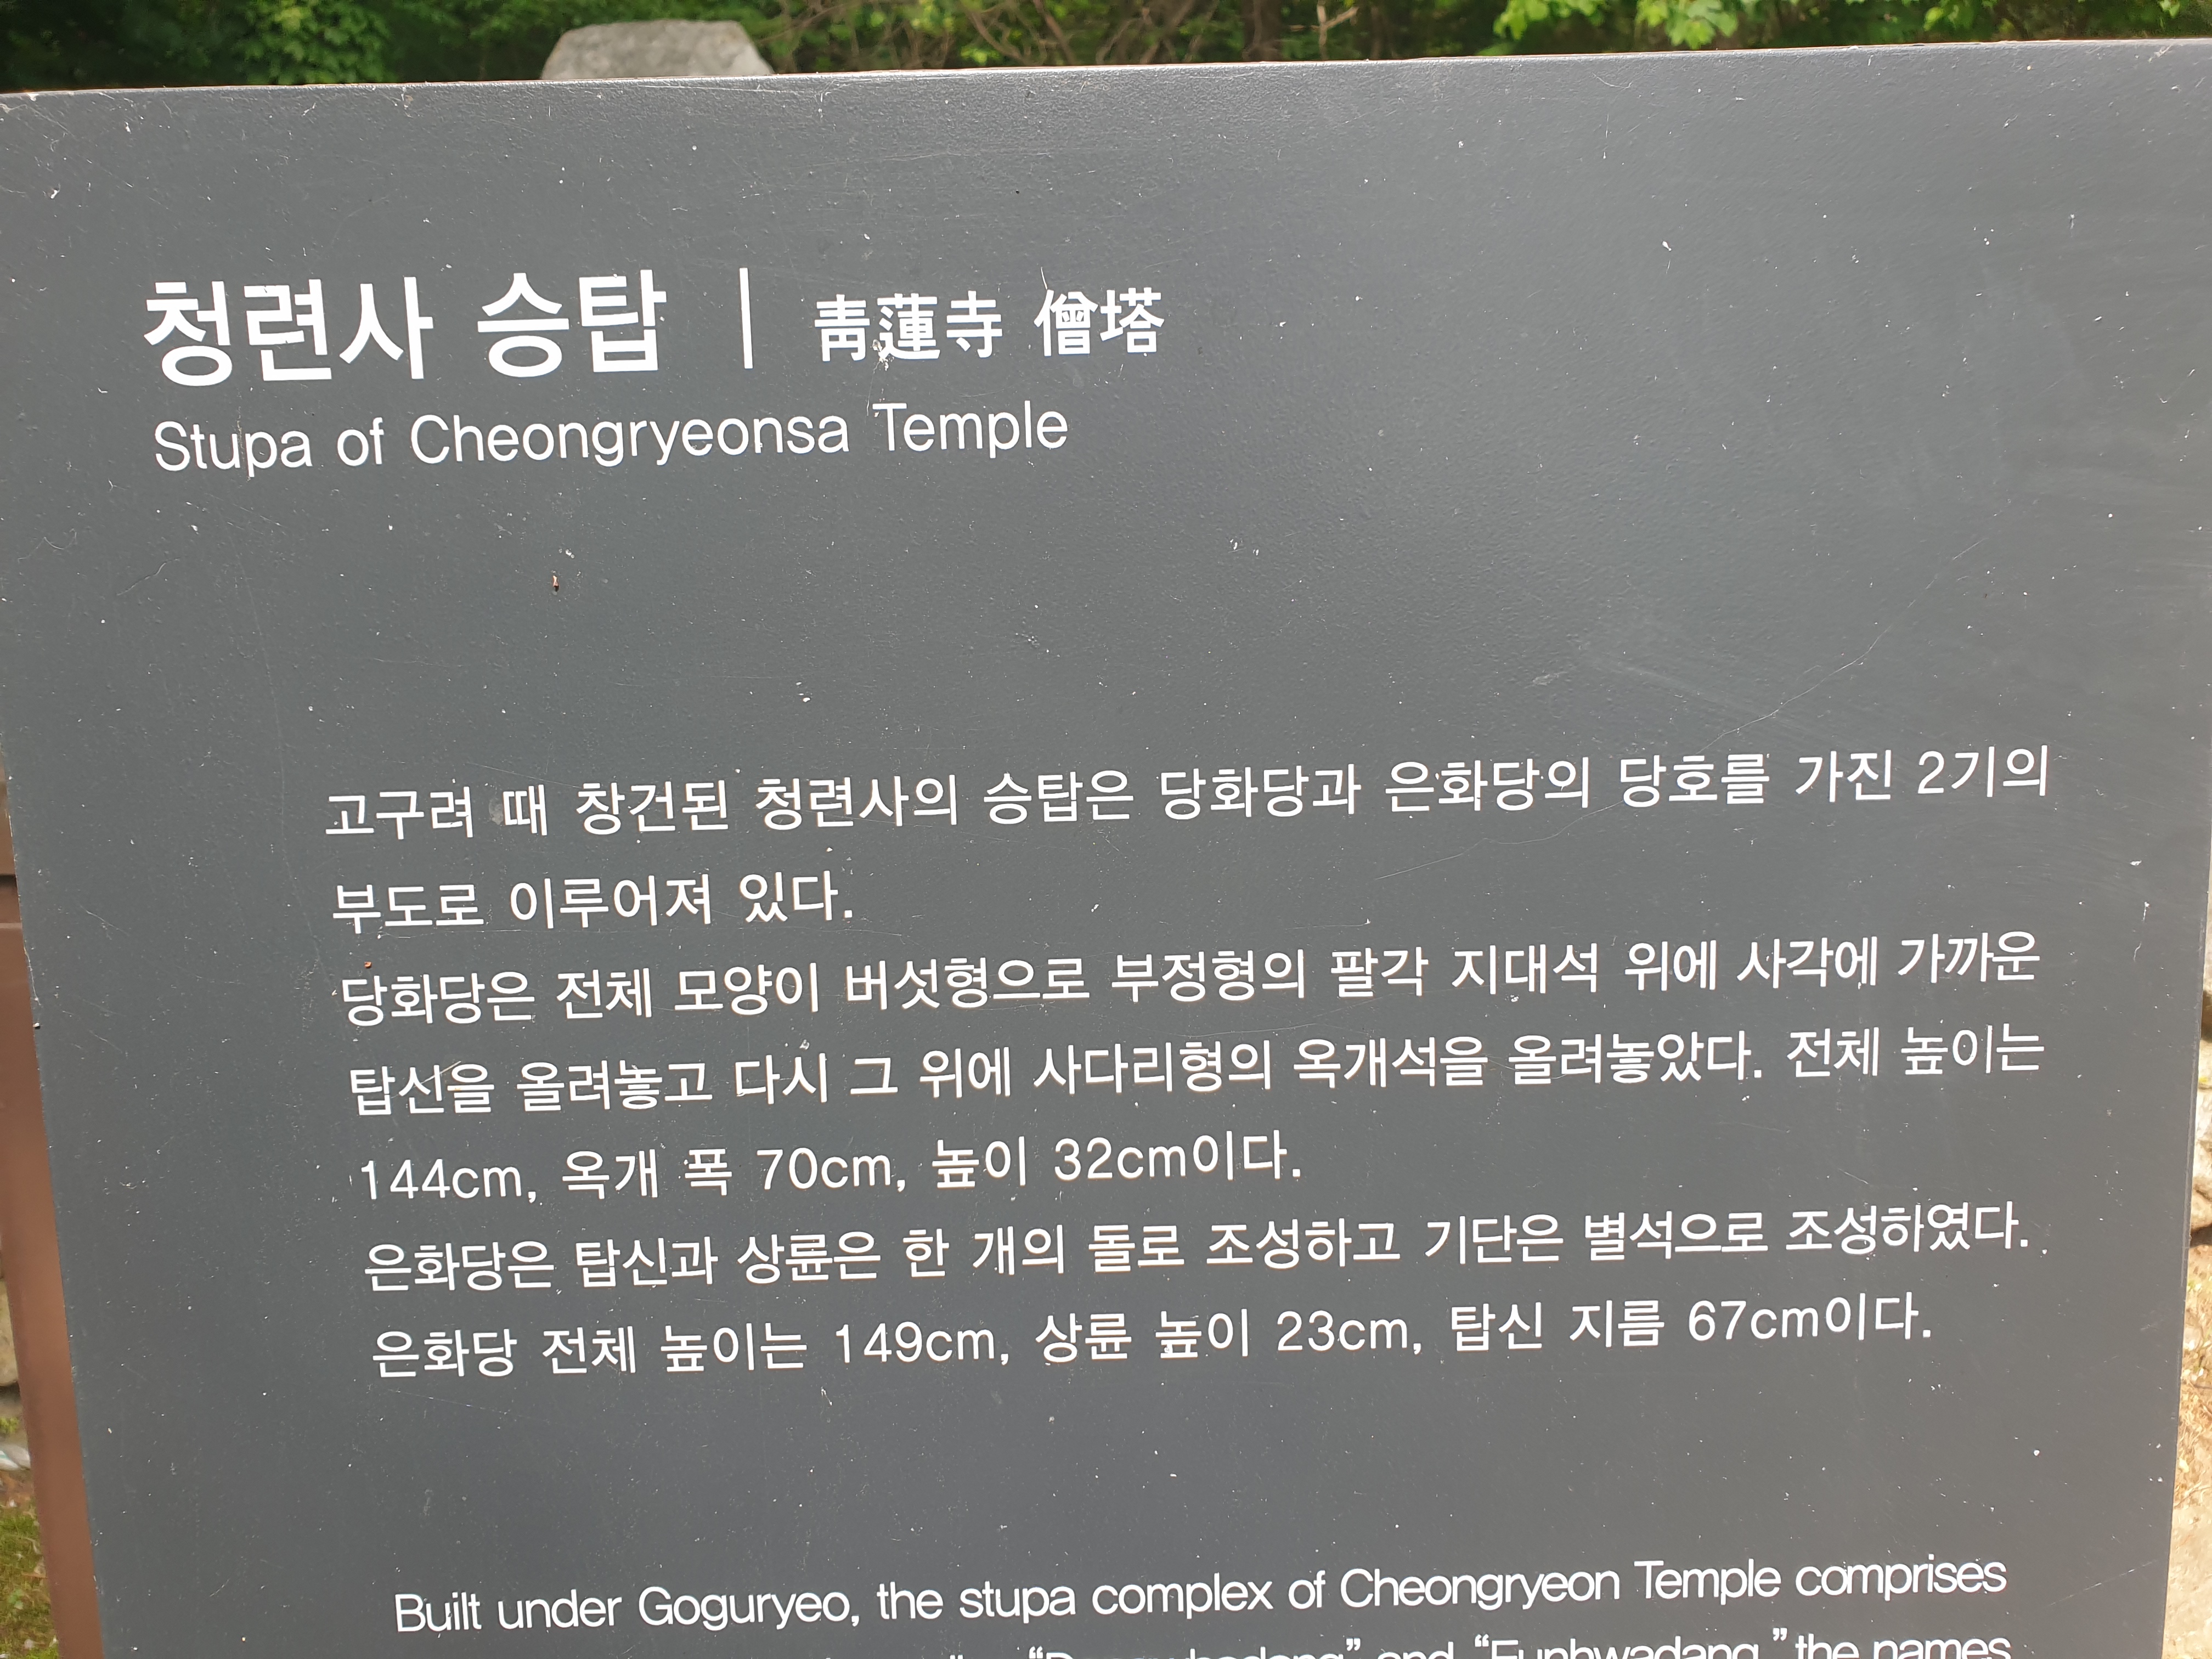 청련사 승탑 | 靑蓮寺 僧塔
Stupa of Cheongryeonsa Temple
고구려 때 창건된 청련사의 승탑은 당화당과 은화당의 당호를 가진 2기의
부도로 이루어져 있다.
당화당은 전체 모양이 버섯형으로 부정형의 팔각 지대석 위에 사각에 가까운
탑신을 올려놓고 다시 그 위에 사다리형의 옥개석을 올려놓았다. 전체 높이는
144cm, 옥개 폭 70cm, 높이 32cm이다.
은화당은 탑신과 상륜은 한 개의 돌로 조성하고 기단은 별석으로 조성하였다.
은화당 전체 높이는 149cm, 상륜 높이 23cm, 탑신 지름 67cm이다.
Built under Goguryeo, the stupa complex of Cheongryeon Temple comprises
and “Eunhwadang,” the names